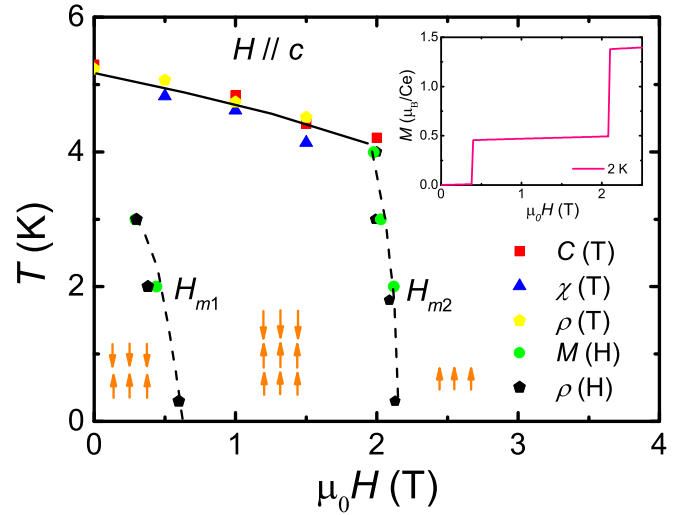 H // c
6
4
2
0
T (K)
0 1 2 3 4
μ0H (T)
Hm1
Hm2
C (T)
χ (T)
ρ (T)
M (H)
ρ (H)
1.5
1.0
0.5
0.0
M (μB/Ce)
0 1 2
μ0H (T)
2 K